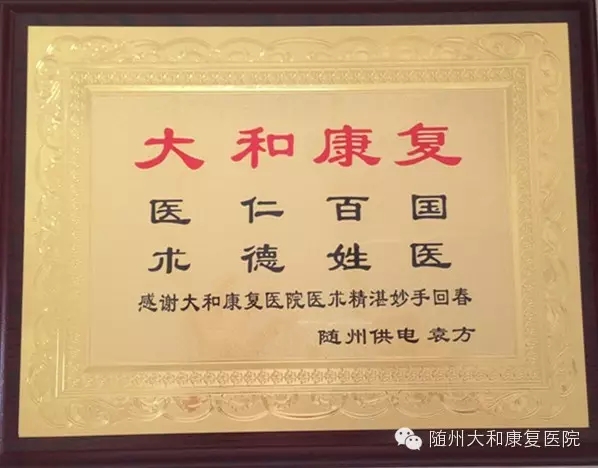 大和康复
医仁百国
术德姓医
感谢大和康复医院医术精湛妙手回春
随州供电 袁方
随州大和康复医院